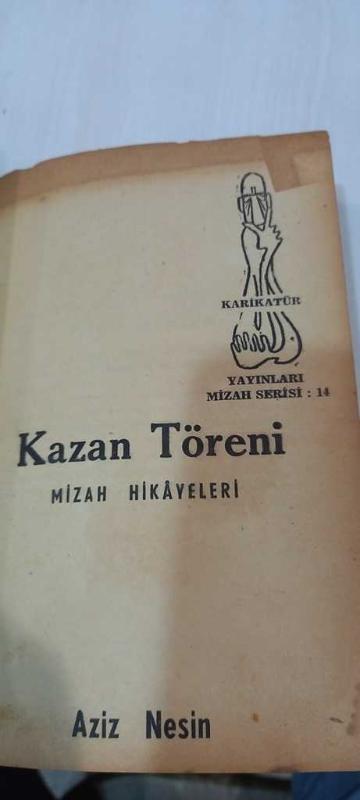 KARİKATÜR
YAYINLARI
MİZAH SERİSİ : 14
Kazan Töreni
MİZAH HİKÂYELERİ
Aziz Nesin